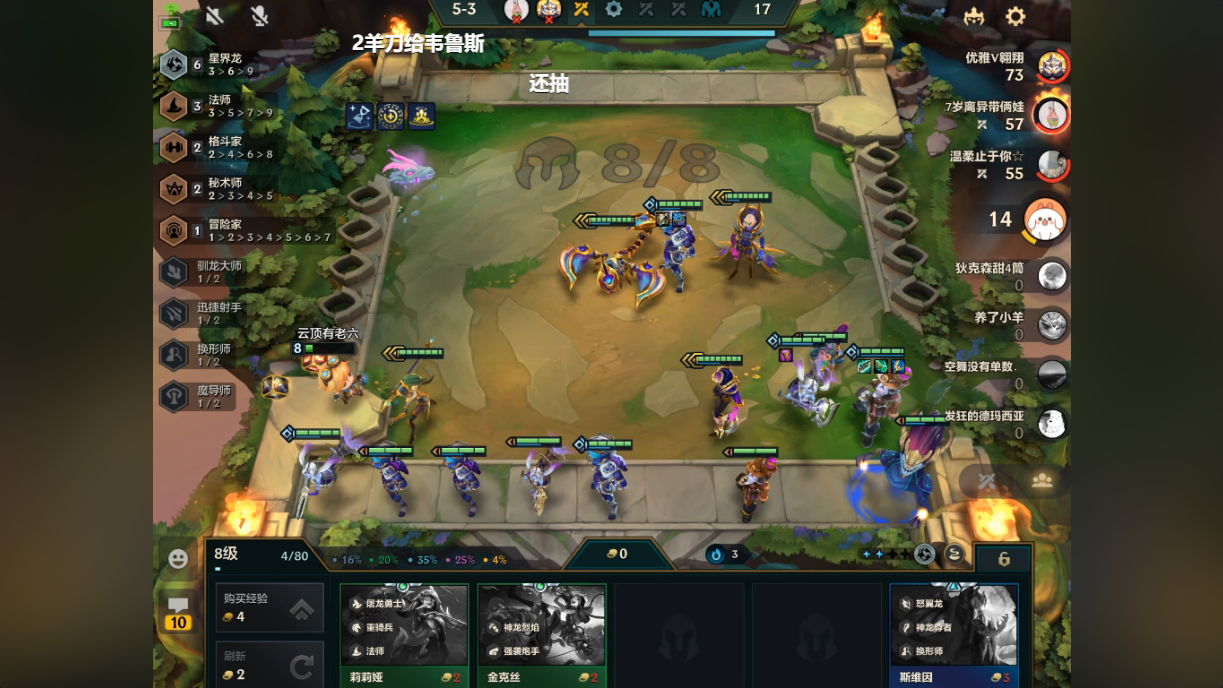 5-3
17
2羊刀给韦鲁斯
还抽
6
星界龙
3 > 6 > 9
3
法师
3 > 5 > 7 > 9
2
格斗家
2 > 4 > 6 > 8
2
秘术师
2 > 3 > 4 > 5
1
冒险家
1 > 2 > 3 > 4 > 5 > 6 > 7
驯龙大师
1 / 2
迅捷射手
1 / 2
换形师
1 / 2
魔导师
1 / 2
8/8
云顶有老六
8
优雅V翱翔
73
7岁离异带俩娃
57
温柔止于你☆
55
14
狄克森甜4筒
0
养了小羊
0
空舞没有单数.
0
发狂的德玛西亚
0
8级
4/80
16%
20%
35%
25%
4%
0
3
6
购买经验
4
刷新
2
10
屠龙勇士
重骑兵
法师
莉莉娅
2
神龙烈焰
强袭炮手
金克丝
2
怒翼龙
神龙尊者
换形师
斯维因
3